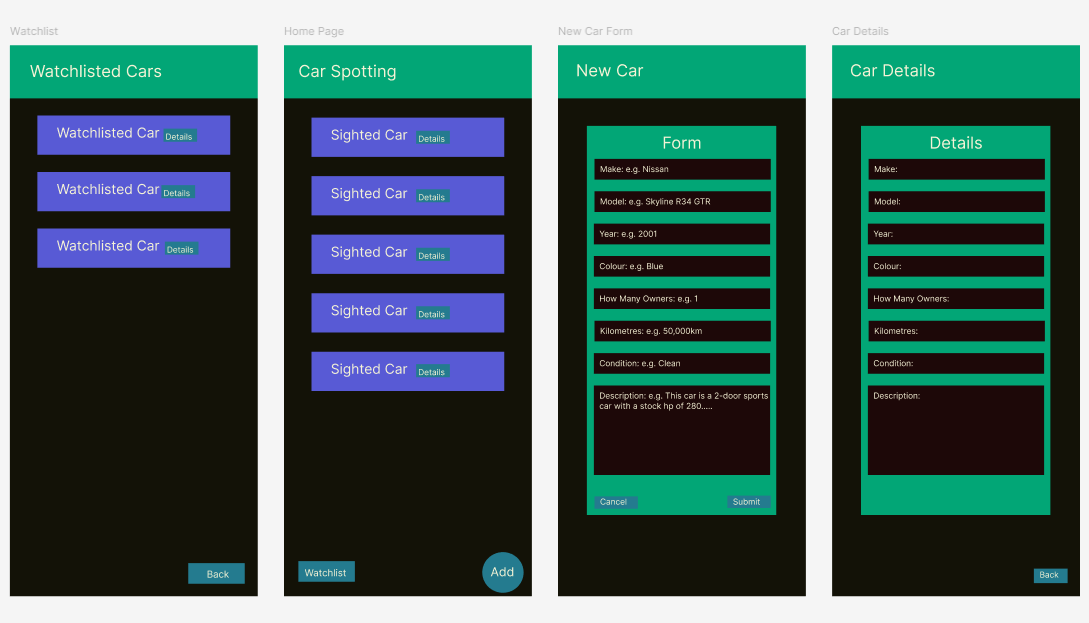 Watchlist
Watchlisted Cars
Watchlisted Car Details
Watchlisted Car Details
Watchlisted Car Details
Back
Home Page
Car Spotting
Sighted Car Details
Sighted Car Details
Sighted Car Details
Sighted Car Details
Sighted Car Details
Watchlist
Add
New Car Form
New Car
Form
Make: e.g. Nissan
Model: e.g. Skyline R34 GTR
Year: e.g. 2001
Colour: e.g. Blue
How Many Owners: e.g. 1
Kilometres: e.g. 50,000km
Condition: e.g. Clean
Description: e.g. This car is a 2-door sports
car with a stock hp of 280.....
Cancel
Submit
Car Details
Car Details
Details
Make:
Model:
Year:
Colour:
How Many Owners:
Kilometres:
Condition:
Description:
Back